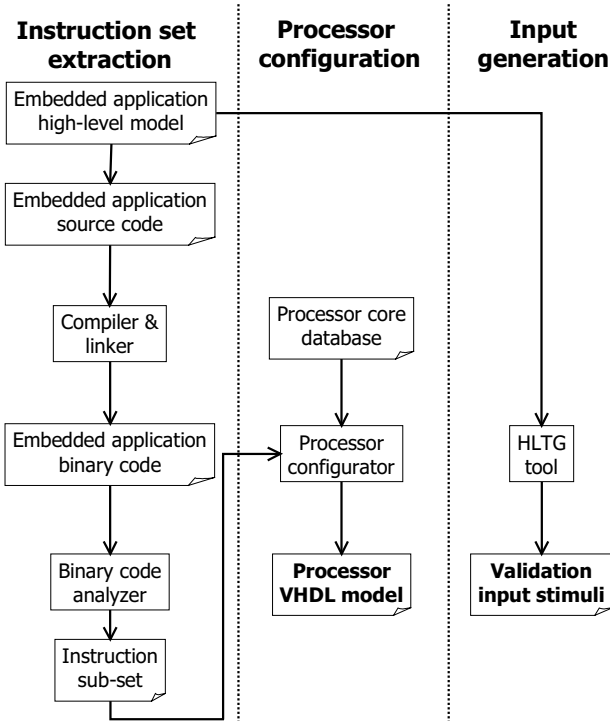 Instruction set
extraction
Processor
configuration
Input
generation
Embedded application
high-level model
Embedded application
source code
Compiler &
linker
Processor core
database
Embedded application
binary code
Processor
configurator
HLTG
tool
Binary code
analyzer
Processor
VHDL model
Validation
input stimuli
Instruction
sub-set